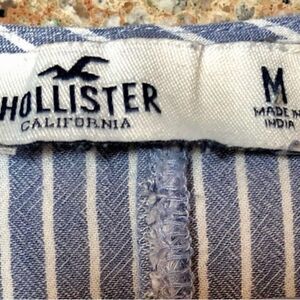 HOLLISTER
CALIFORNIA
M
MADE IN
INDIA